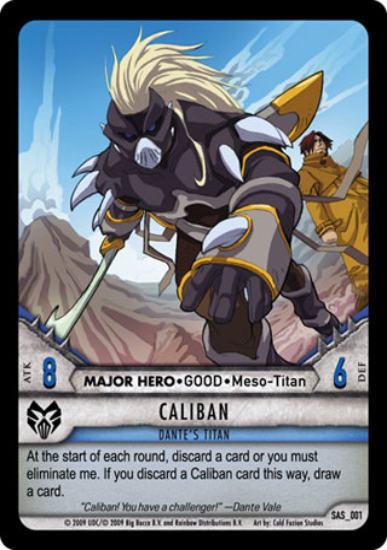 ATK 8 MAJOR HERO•GOOD•Meso-Titan 6 DEF
CALIBAN
DANTE'S TITAN
At the start of each round, discard a card or you must
eliminate me. If you discard a Caliban card this way, draw
a card.
"Caliban! You have a challenger!" —Dante Vale
© 2009 UDC/© 2009 Big Bocca B.V. and Rainbow Distributions B.V. Art by: Cold Fusion Studios SAS_001